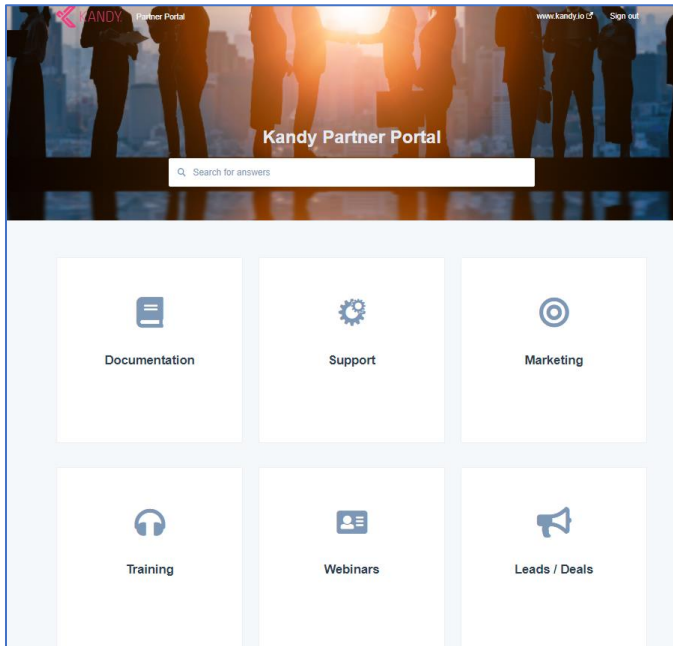 KANDY. Partner Portal
www.kandy.io Sign out
Kandy Partner Portal
Search for answers
Documentation Support Marketing
Training Webinars Leads / Deals